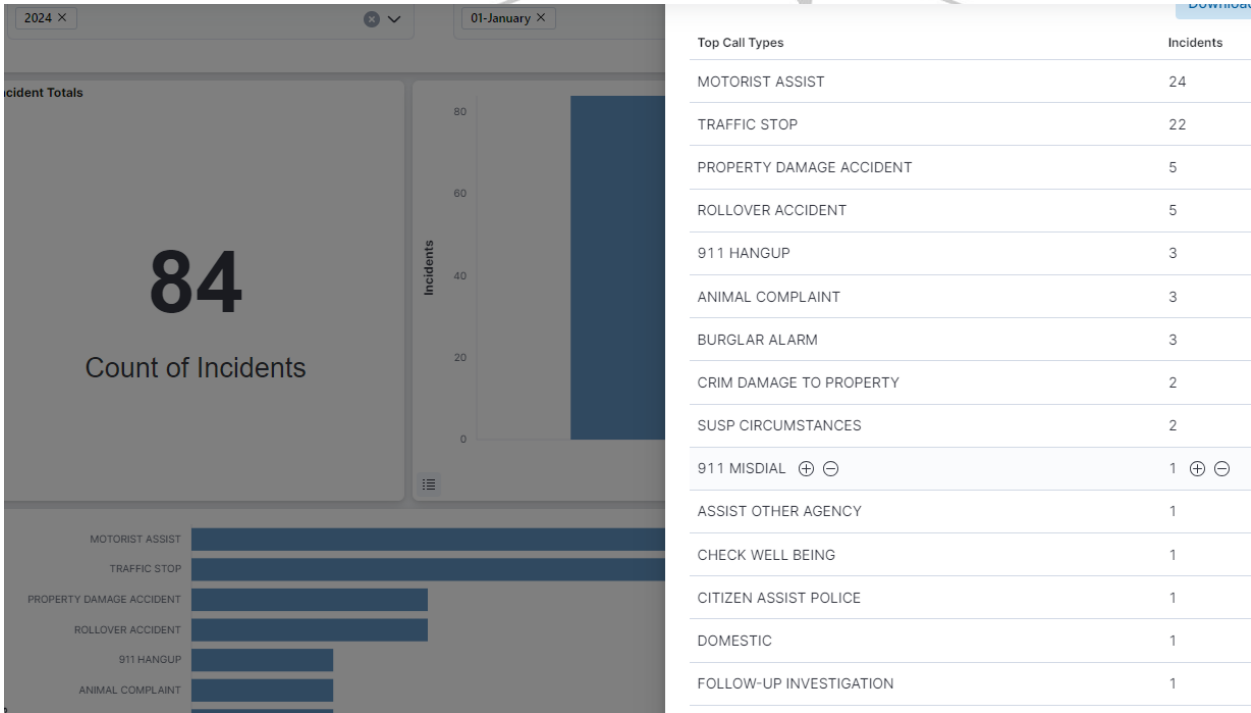 2024 ×
01-January ×
Incident Totals
84
Count of Incidents
80
60
40
20
0
Incidents
MOTORIST ASSIST
TRAFFIC STOP
PROPERTY DAMAGE ACCIDENT
ROLLOVER ACCIDENT
911 HANGUP
ANIMAL COMPLAINT
Download
Top Call Types Incidents
MOTORIST ASSIST 24
TRAFFIC STOP 22
PROPERTY DAMAGE ACCIDENT 5
ROLLOVER ACCIDENT 5
911 HANGUP 3
ANIMAL COMPLAINT 3
BURGLAR ALARM 3
CRIM DAMAGE TO PROPERTY 2
SUSP CIRCUMSTANCES 2
911 MISDIAL 1
ASSIST OTHER AGENCY 1
CHECK WELL BEING 1
CITIZEN ASSIST POLICE 1
DOMESTIC 1
FOLLOW-UP INVESTIGATION 1